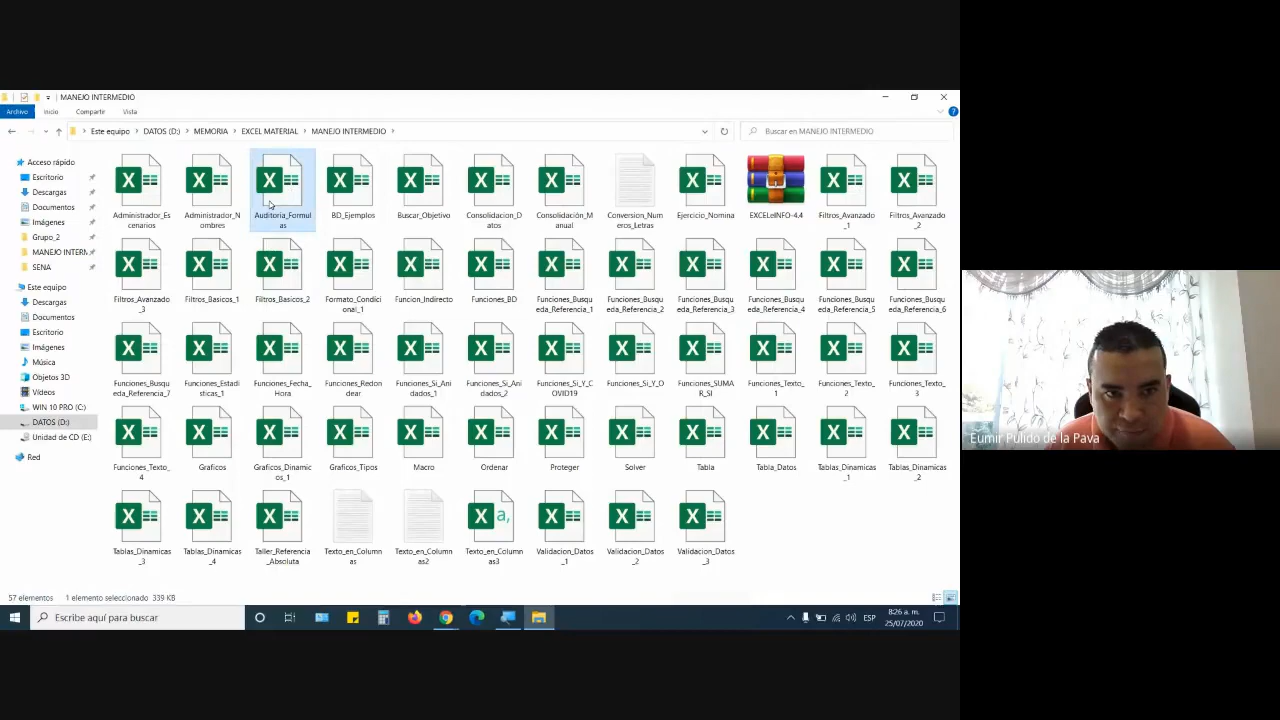 MANEJO INTERMEDIO
Archivo Inicio Compartir Vista
Este equipo DATOS (D:) MEMORIA EXCEL MATERIAL MANEJO INTERMEDIO
Buscar en MANEJO INTERMEDIO
Acceso rápido
Escritorio
Descargas
Documentos
Imágenes
Grupo_2
MANEJO INTERM
SENA
Este equipo
Descargas
Documentos
Escritorio
Imágenes
Música
Objetos 3D
Vídeos
WIN 10 PRO (C:)
DATOS (D:)
Unidad de CD (E:)
Red
Administrador_Es
cenarios
Administrador_N
ombres
Auditoria_Formul
as
BD_Ejemplos
Buscar_Objetivo
Consolidacion_D
atos
Consolidación_M
anual
Conversion_Num
eros_Letras
Ejercicio_Nomina
EXCELeINFO-4.4
Filtros_Avanzado
_1
Filtros_Avanzado
_2
Filtros_Avanzado
_3
Filtros_Basicos_1
Filtros_Basicos_2
Formato_Condici
onal_1
Funcion_Indirecto
Funciones_BD
Funciones_Busqu
eda_Referencia_1
Funciones_Busqu
eda_Referencia_2
Funciones_Busqu
eda_Referencia_3
Funciones_Busqu
eda_Referencia_4
Funciones_Busqu
eda_Referencia_5
Funciones_Busqu
eda_Referencia_6
Funciones_Busqu
eda_Referencia_7
Funciones_Estadi
sticas_1
Funciones_Fecha_
Hora
Funciones_Redon
dear
Funciones_Si_Ani
dados_1
Funciones_Si_Ani
dados_2
Funciones_Si_Y_C
OVID19
Funciones_Si_Y_O
Funciones_SUMA
R_SI
Funciones_Texto_
1
Funciones_Texto_
2
Funciones_Texto_
3
Funciones_Texto_
4
Graficos
Graficos_Dinamic
os_1
Graficos_Tipos
Macro
Ordenar
Proteger
Solver
Tabla
Tabla_Datos
Tablas_Dinamicas
_1
Tablas_Dinamicas
_2
Tablas_Dinamicas
_3
Tablas_Dinamicas
_4
Taller_Referencia
_Absoluta
Texto_en_Column
as
Texto_en_Column
as2
Texto_en_Column
as3
Validacion_Datos
_1
Validacion_Datos
_2
Validacion_Datos
_3
57 elementos 1 elemento seleccionado 339 KB
Escribe aquí para buscar
ESP
8:26 a. m.
25/07/2020
Eumir Pulido de la Pava